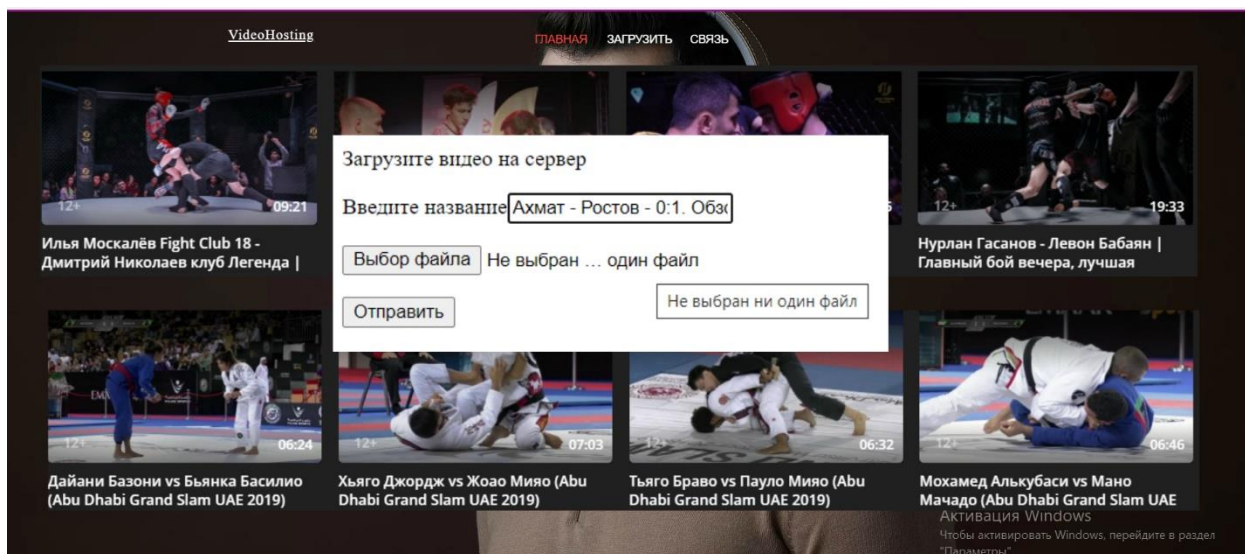 VideoHosting
ГЛАВНАЯ ЗАГРУЗИТЬ СВЯЗЬ
12+ 09:21
12+ 19:33
Илья Москалёв Fight Club 18 -
Дмитрий Николаев клуб Легенда |
Нурлан Гасанов - Левон Бабаян |
Главный бой вечера, лучшая
Загрузите видео на сервер
Введите название Ахмат - Ростов - 0:1. Обзо
Выбор файла Не выбран … один файл
Не выбран ни один файл
Отправить
12+ 06:24
07:03
12+ 06:32
12+ 06:46
Дайани Базони vs Бьянка Басилио
(Abu Dhabi Grand Slam UAE 2019)
Хьяго Джордж vs Жоао Мияо (Abu
Dhabi Grand Slam UAE 2019)
Тьяго Браво vs Пауло Мияо (Abu
Dhabi Grand Slam UAE 2019)
Мохамед Алькубаси vs Мано
Мачадо (Abu Dhabi Grand Slam UAE
Активация Windows
Чтобы активировать Windows, перейдите в раздел
"Параметры"